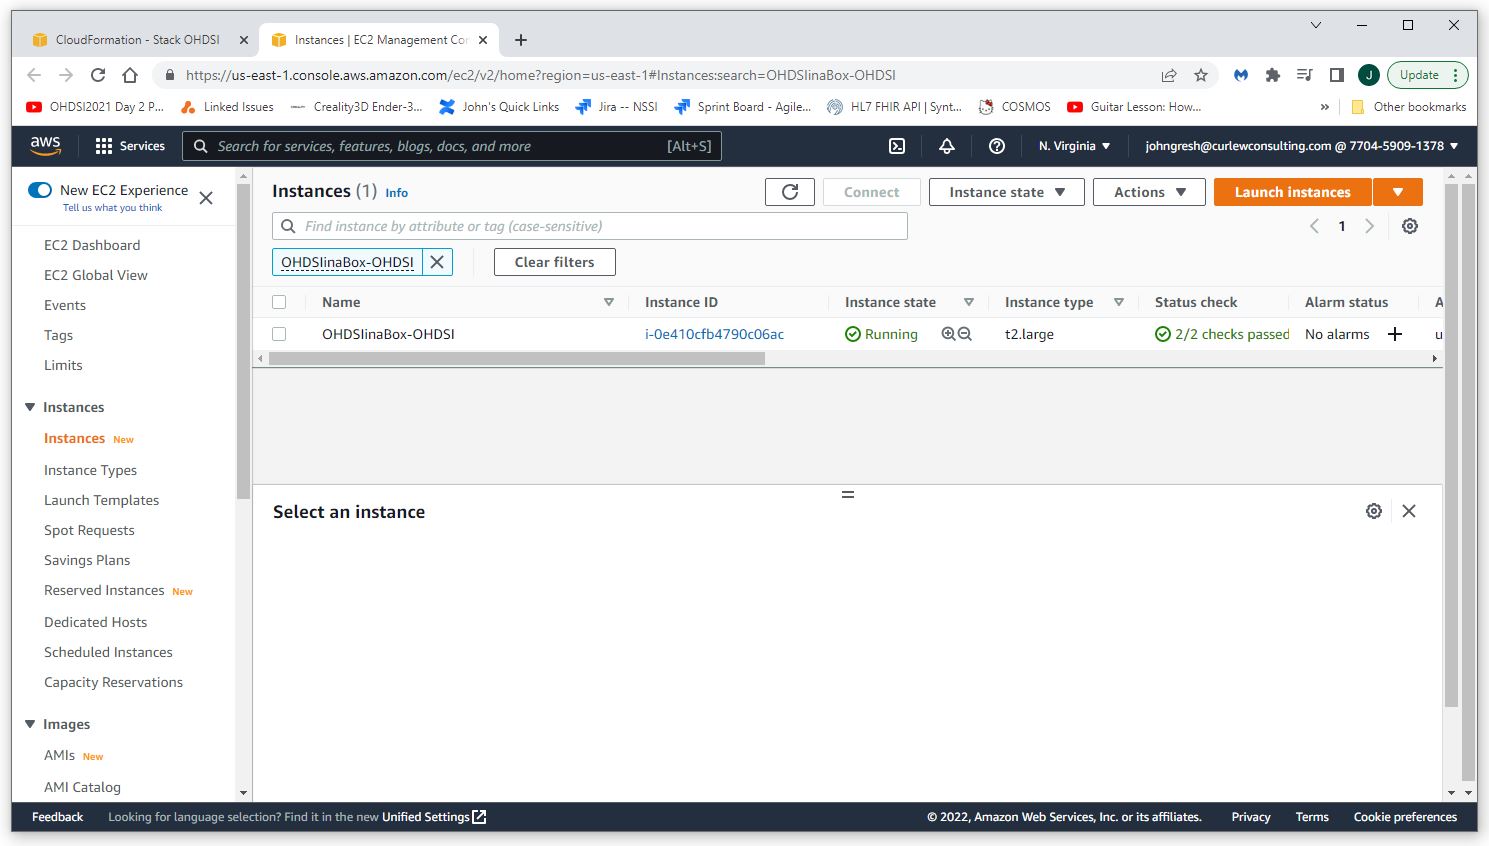 CloudFormation - Stack OHDSI
Instances | EC2 Management Con
https://us-east-1.console.aws.amazon.com/ec2/v2/home?region=us-east-1#Instances:search=OHDSIinaBox-OHDSI
J
Update
OHDSI2021 Day 2 P...
Linked Issues
Creality3D Ender-3...
John's Quick Links
Jira -- NSSI
Sprint Board - Agile...
HL7 FHIR API | Synt...
COSMOS
Guitar Lesson: How...
»
Other bookmarks
aws
Services
Search for services, features, blogs, docs, and more
[Alt+S]
N. Virginia
johngresh@curlewconsulting.com @ 7704-5909-1378
New EC2 Experience
Tell us what you think
EC2 Dashboard
EC2 Global View
Events
Tags
Limits
Instances
Instances New
Instance Types
Launch Templates
Spot Requests
Savings Plans
Reserved Instances New
Dedicated Hosts
Scheduled Instances
Capacity Reservations
Images
AMIs New
AMI Catalog
Instances (1) Info
Connect
Instance state
Actions
Launch instances
Find instance by attribute or tag (case-sensitive)
1
OHDSIinaBox-OHDSI
Clear filters
Name
Instance ID
Instance state
Instance type
Status check
Alarm status
A
OHDSIinaBox-OHDSI
i-0e410cfb4790c06ac
Running
t2.large
2/2 checks passed
No alarms
u
Select an instance
Feedback
Looking for language selection? Find it in the new Unified Settings
© 2022, Amazon Web Services, Inc. or its affiliates.
Privacy
Terms
Cookie preferences